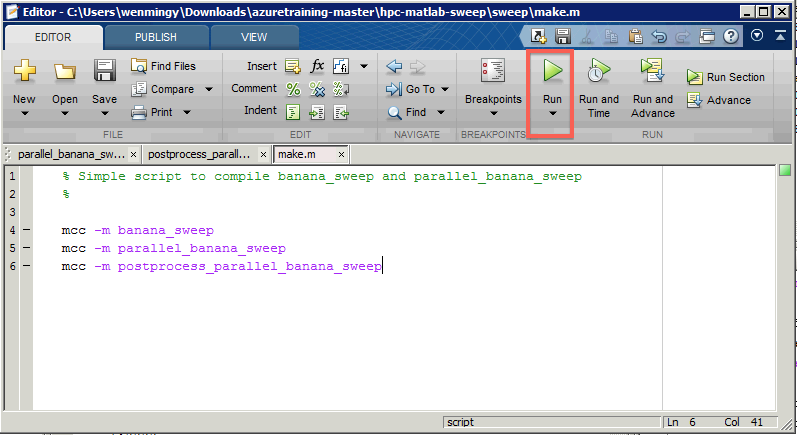 Editor - C:\Users\wenmingy\Downloads\azuretraining-master\hpc-matlab-sweep\sweep\make.m
EDITOR PUBLISH VIEW
New Open Save Find Files Compare Print
Insert fx
Comment % % %
Indent
Go To
Find
Breakpoints
Run
Run and Time
Run and Advance
Run Section
Advance
FILE EDIT NAVIGATE BREAKPOINTS RUN
parallel_banana_sw... × postprocess_parall... × make.m ×
1 % Simple script to compile banana_sweep and parallel_banana_sweep
2 %
3
4 – mcc -m banana_sweep
5 – mcc -m parallel_banana_sweep
6 – mcc -m postprocess_parallel_banana_sweep
script Ln 6 Col 41